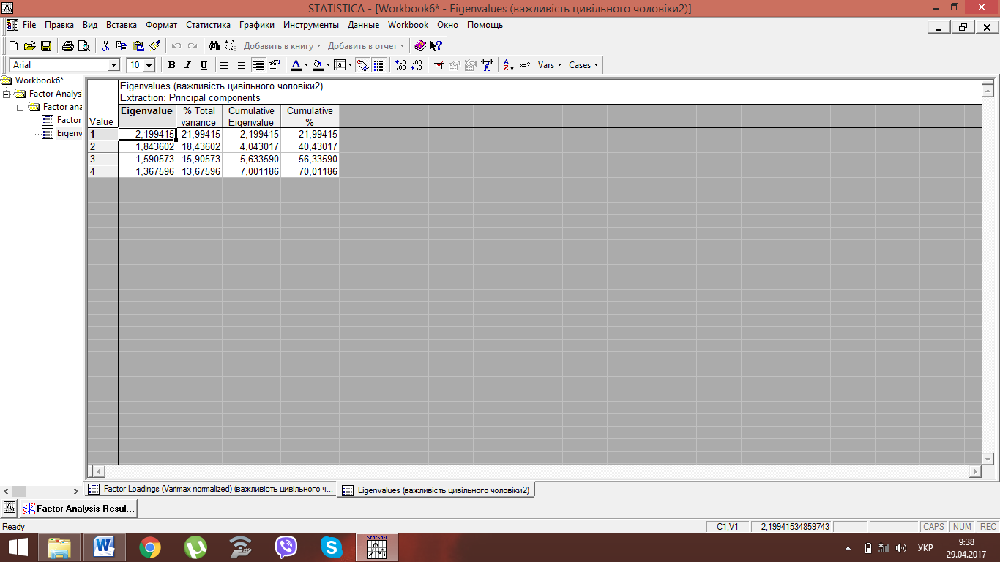 STATISTICA - [Workbook6* - Eigenvalues (важливість цивільного чоловіки2)]
File Правка Вид Вставка Формат Статистика Графики Инструменты Данные Workbook Окно Помощь
Добавить в книгу Добавить в отчет
Arial 10 B I U Vars Cases
Workbook6*
Factor Analys
Factor ana
Factor
Eigenv
Eigenvalues (важливість цивільного чоловіки2)
Extraction: Principal components
Value Eigenvalue % Total variance Cumulative Eigenvalue Cumulative %
1 2,199415 21,99415 2,199415 21,99415
2 1,843602 18,43602 4,043017 40,43017
3 1,590573 15,90573 5,633590 56,33590
4 1,367596 13,67596 7,001186 70,01186
Factor Loadings (Varimax normalized) (важливість цивільного ч... Eigenvalues (важливість цивільного чоловіки2)
Factor Analysis Resul...
Ready C1,V1 2,19941534859743 CAPS NUM REC
StatSoft
УКР 9:38
29.04.2017